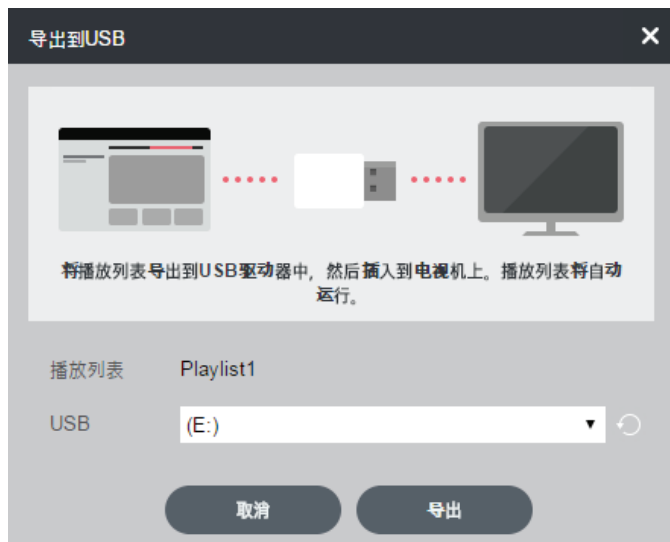 导出到USB
将播放列表导出到USB驱动器中，然后插入到电视机上。播放列表将自动
运行。
播放列表 Playlist1
USB (E:)
取消 导出